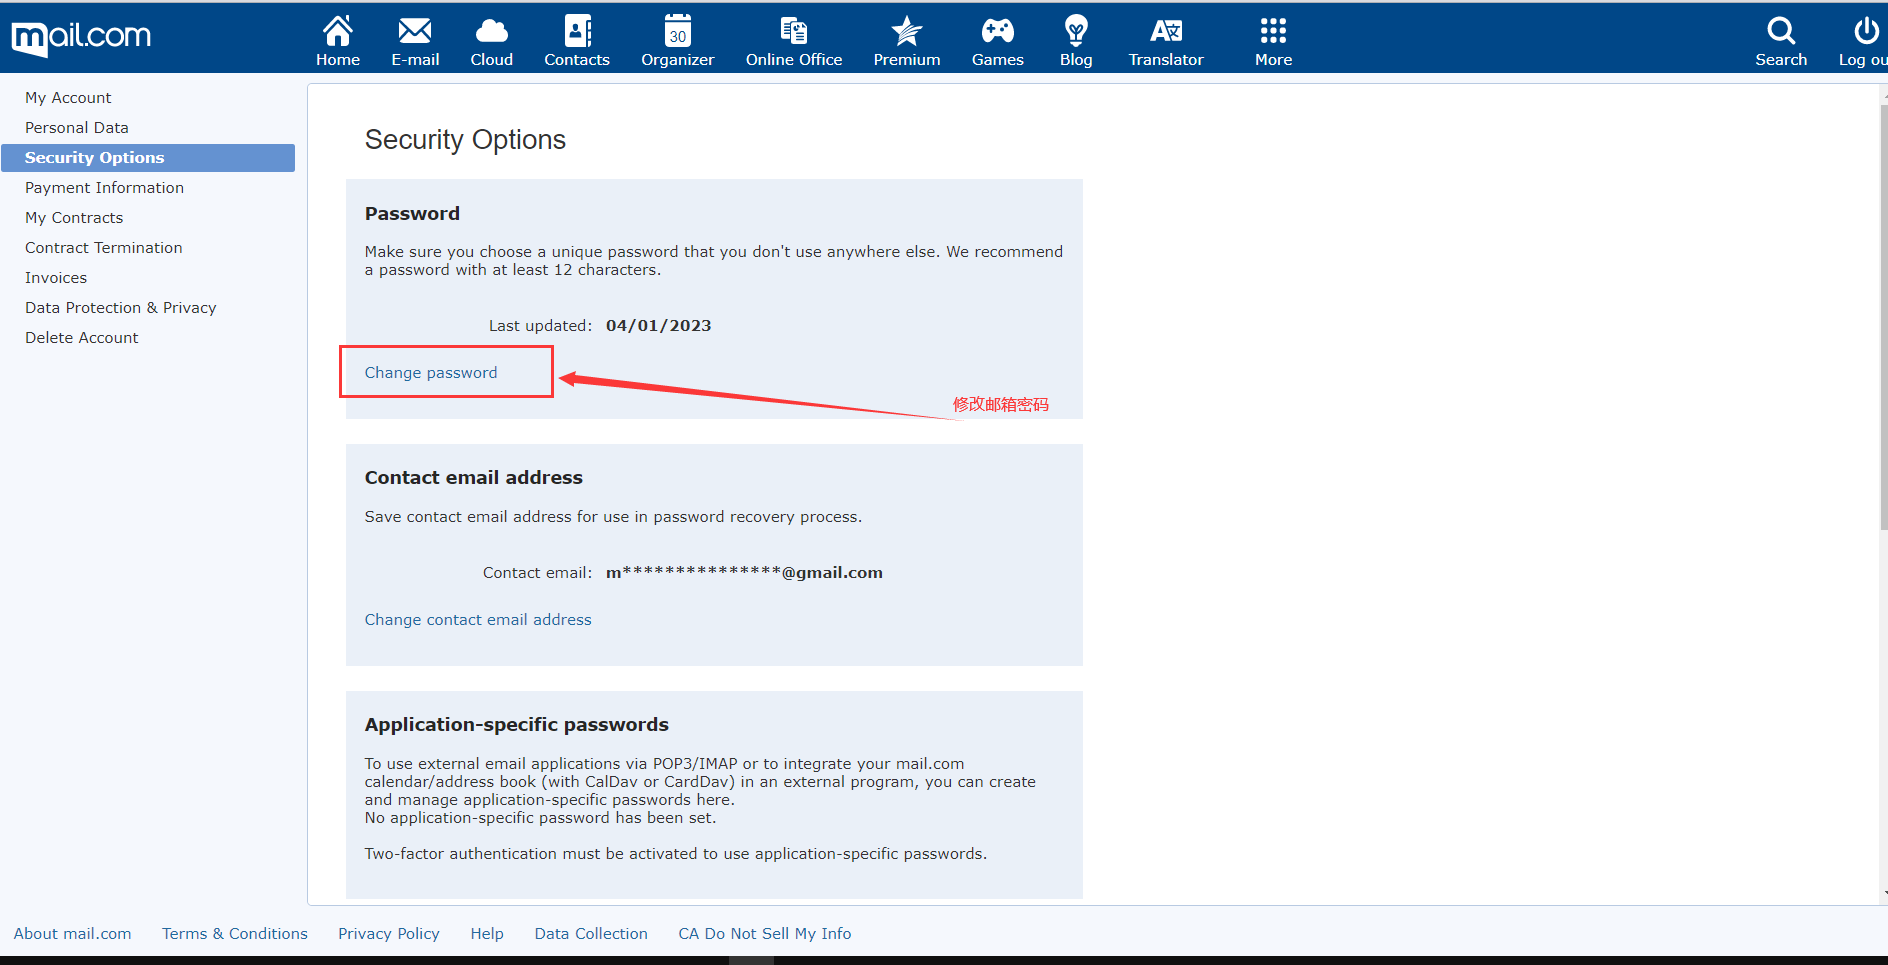 mail.com
Home
E-mail
Cloud
Contacts
30
Organizer
Online Office
Premium
Games
Blog
Translator
More
Search
Log ou
My Account
Personal Data
Security Options
Payment Information
My Contracts
Contract Termination
Invoices
Data Protection & Privacy
Delete Account
Security Options
Password
Make sure you choose a unique password that you don't use anywhere else. We recommend
a password with at least 12 characters.
Last updated: 04/01/2023
Change password
修改邮箱密码
Contact email address
Save contact email address for use in password recovery process.
Contact email: m***************@gmail.com
Change contact email address
Application-specific passwords
To use external email applications via POP3/IMAP or to integrate your mail.com
calendar/address book (with CalDav or CardDav) in an external program, you can create
and manage application-specific passwords here.
No application-specific password has been set.
Two-factor authentication must be activated to use application-specific passwords.
About mail.com
Terms & Conditions
Privacy Policy
Help
Data Collection
CA Do Not Sell My Info